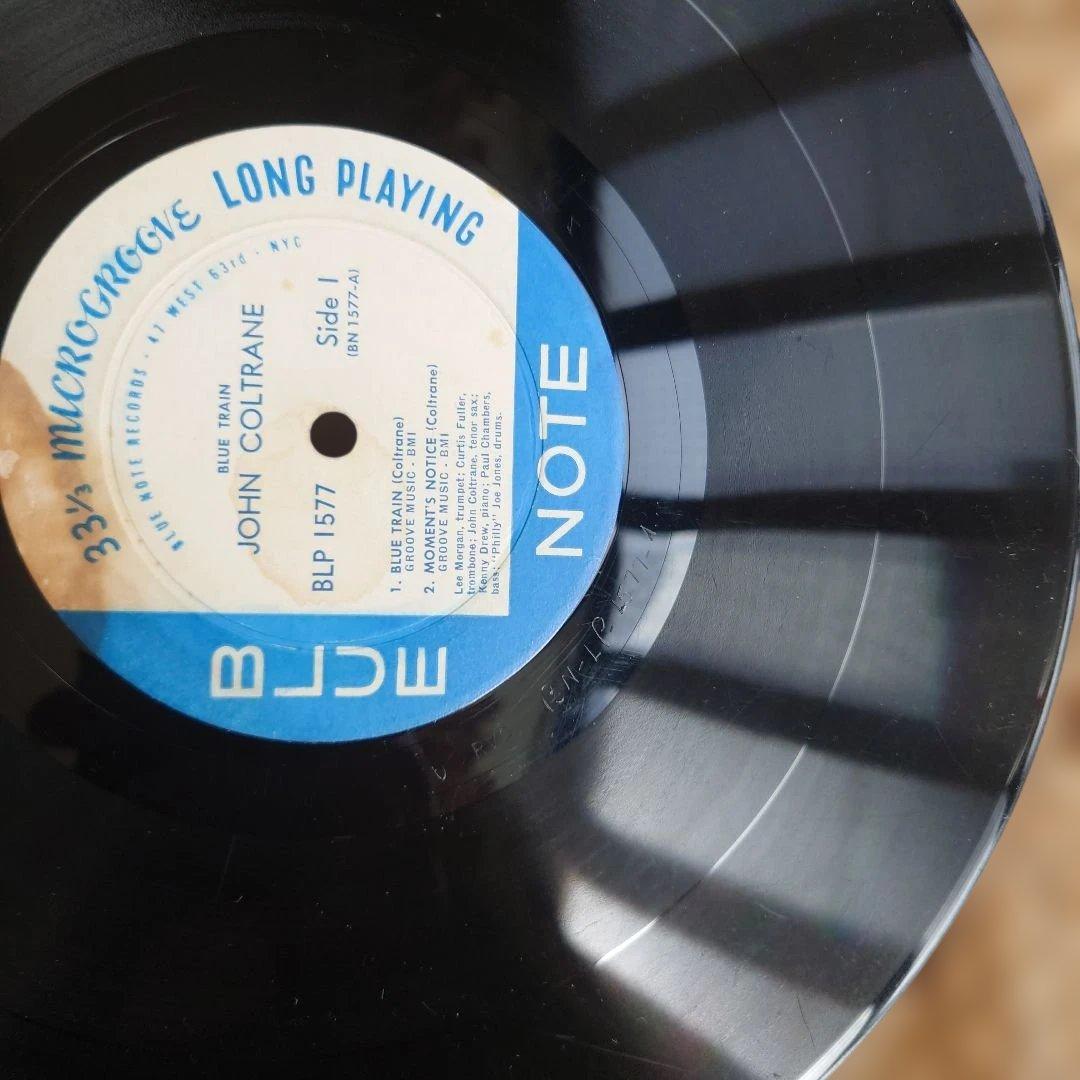 33⅓ MICROGROOVE LONG PLAYING
BLUE NOTE RECORDS · 47 WEST 63rd · NYC
BLUE TRAIN
JOHN COLTRANE
BLP 1577
Side 1
(BN 1577-A)
1. BLUE TRAIN (Coltrane)
GROOVE MUSIC - BMI
2. MOMENT'S NOTICE (Coltrane)
GROOVE MUSIC - BMI
Lee Morgan, trumpet; Curtis Fuller,
trombone; John Coltrane, tenor sax;
Kenny Drew, piano; Paul Chambers,
bass; "Philly" Joe Jones, drums.
BLUE
NOTE
BN-LP-1577-A